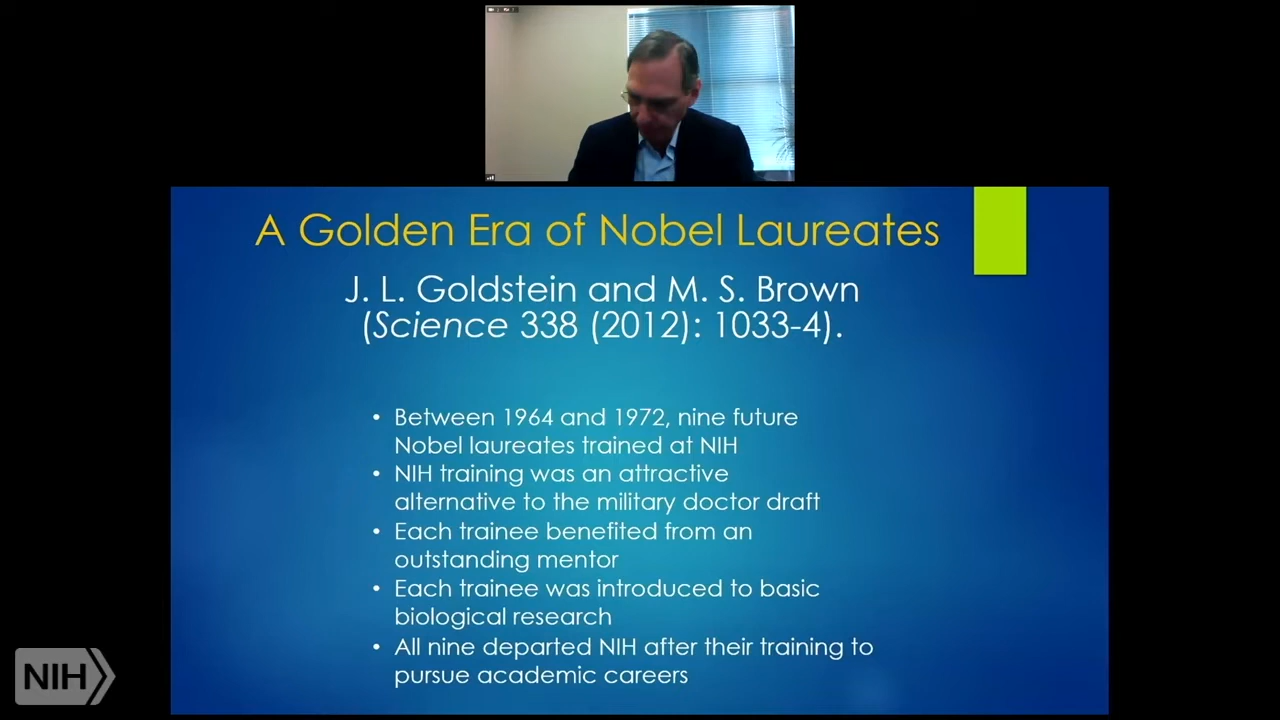 A Golden Era of Nobel Laureates
J. L. Goldstein and M. S. Brown
(Science 338 (2012): 1033-4).
• Between 1964 and 1972, nine future
Nobel laureates trained at NIH
• NIH training was an attractive
alternative to the military doctor draft
• Each trainee benefited from an
outstanding mentor
• Each trainee was introduced to basic
biological research
• All nine departed NIH after their training to
pursue academic careers
NIH